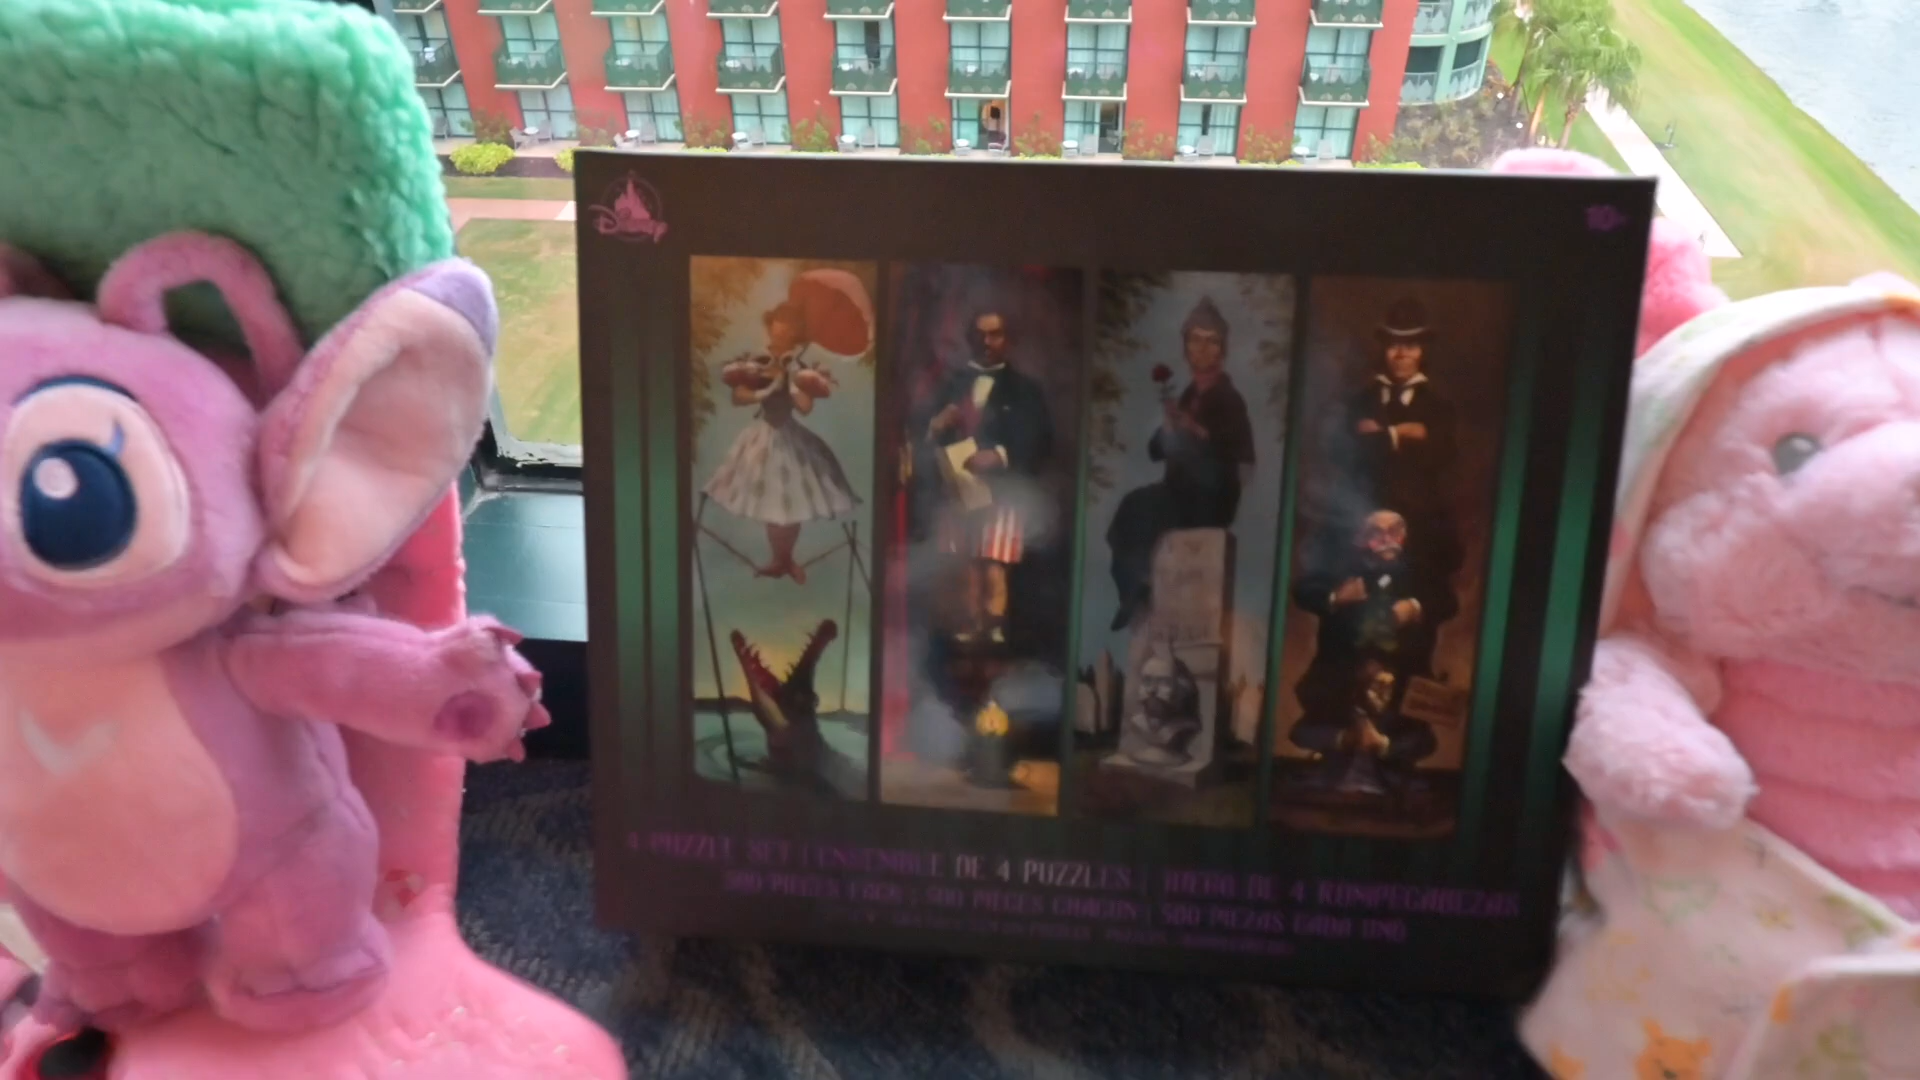 Disney
10+
4 PUZZLE SET | ENSEMBLE DE 4 PUZZLES | JUEGO DE 4 ROMPECABEZAS
500 PIECES EACH | 500 PIECES CHACUN | 500 PIEZAS CADA UNO